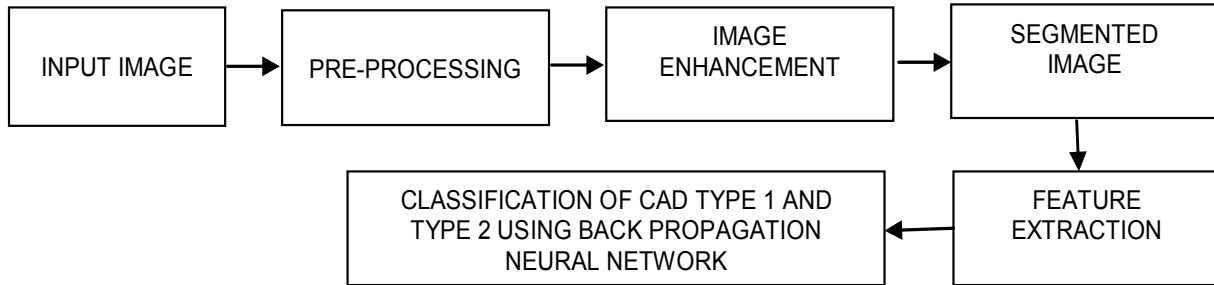 INPUT IMAGE
PRE-PROCESSING
IMAGE
ENHANCEMENT
SEGMENTED
IMAGE
FEATURE
EXTRACTION
CLASSIFICATION OF CAD TYPE 1 AND
TYPE 2 USING BACK PROPAGATION
NEURAL NETWORK